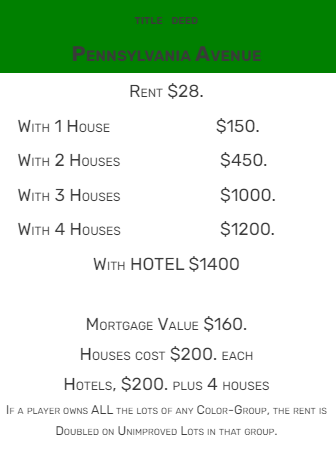 TITLE DEED
Pennsylvania Avenue
Rent $28.
With 1 House $150.
With 2 Houses $450.
With 3 Houses $1000.
With 4 Houses $1200.
With HOTEL $1400
Mortgage Value $160.
Houses cost $200. each
Hotels, $200. plus 4 houses
If a player owns ALL the lots of any Color-Group, the rent is
Doubled on Unimproved Lots in that group.